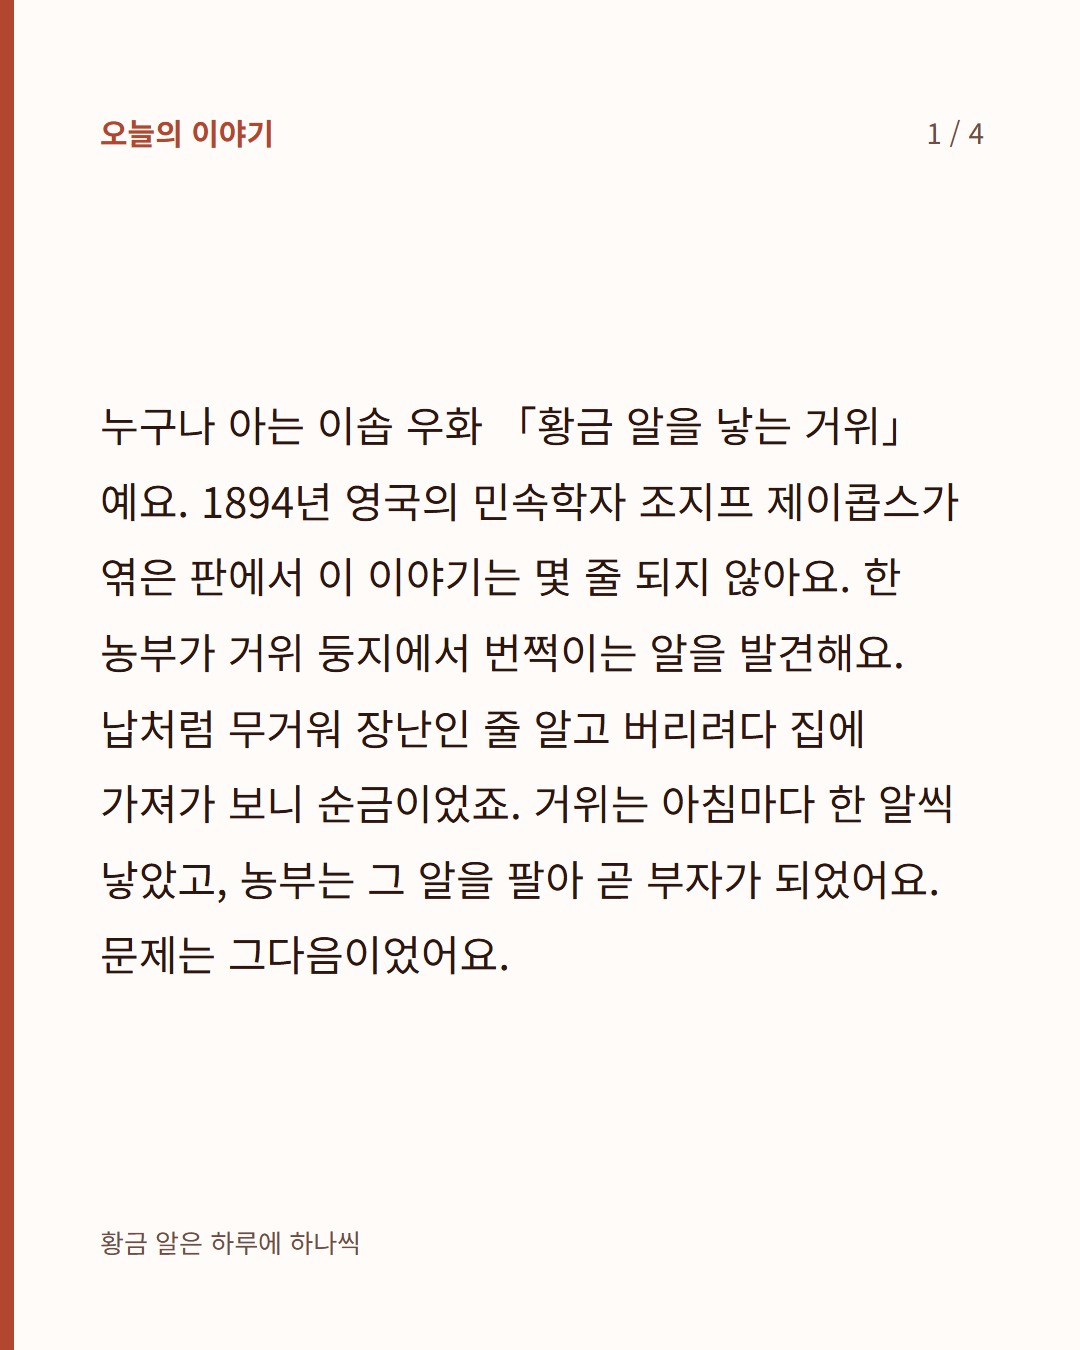 오늘의 이야기
1 / 4
누구나 아는 이솝 우화 「황금 알을 낳는 거위」
예요. 1894년 영국의 민속학자 조지프 제이콥스가
엮은 판에서 이 이야기는 몇 줄 되지 않아요. 한
농부가 거위 둥지에서 번쩍이는 알을 발견해요.
납처럼 무거워 장난인 줄 알고 버리려다 집에
가져가 보니 순금이었죠. 거위는 아침마다 한 알씩
낳았고, 농부는 그 알을 팔아 곧 부자가 되었어요.
문제는 그다음이었어요.
황금 알은 하루에 하나씩